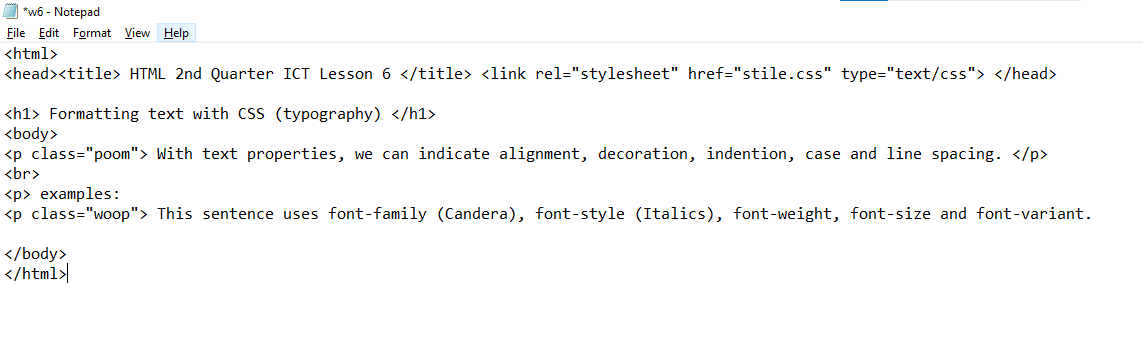 *w6 - Notepad
File Edit Format View Help
<html>
<head><title> HTML 2nd Quarter ICT Lesson 6 </title> <link rel="stylesheet" href="stile.css" type="text/css"> </head>
<h1> Formatting text with CSS (typography) </h1>
<body>
<p class="poom"> With text properties, we can indicate alignment, decoration, indention, case and line spacing. </p>
<br>
<p> examples:
<p class="woop"> This sentence uses font-family (Candera), font-style (Italics), font-weight, font-size and font-variant.
</body>
</html>